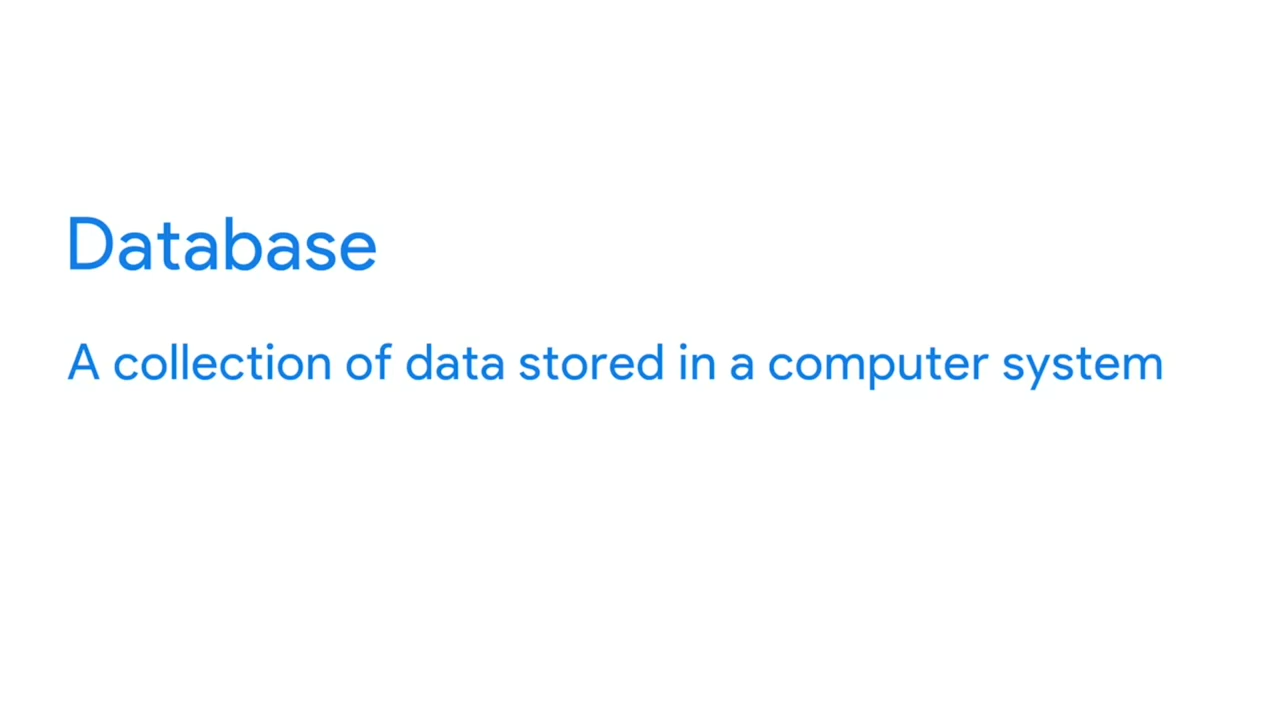 Database
A collection of data stored in a computer system